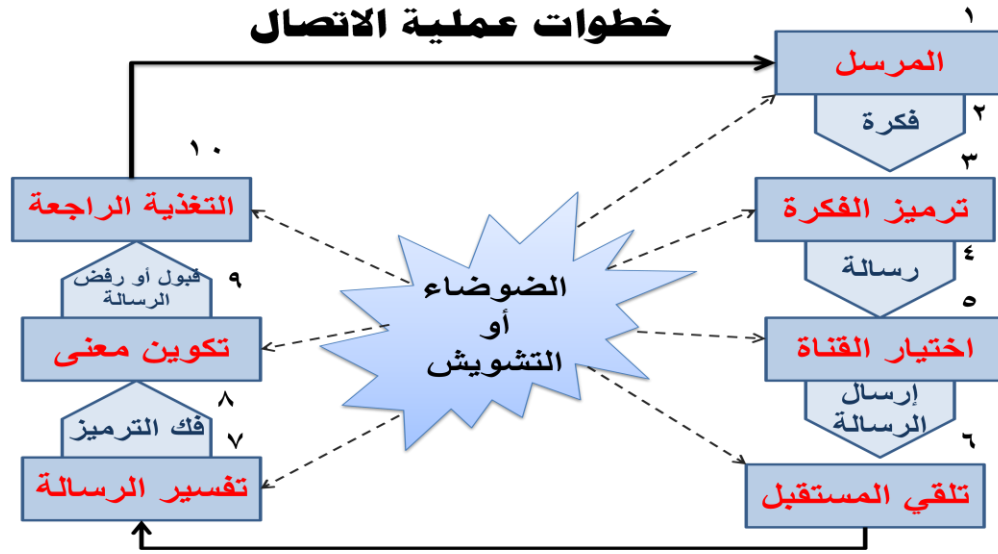 خطوات عملية الاتصال
١
المرسل
٢
فكرة
٣
ترميز الفكرة
٤
رسالة
٥
اختيار القناة
إرسال
الرسالة
٦
تلقي المستقبل
٧
تفسير الرسالة
٨
فك الترميز
تكوين معنى
٩
قبول أو رفض
الرسالة
١٠
التغذية الراجعة
الضوضاء
أو
التشويش